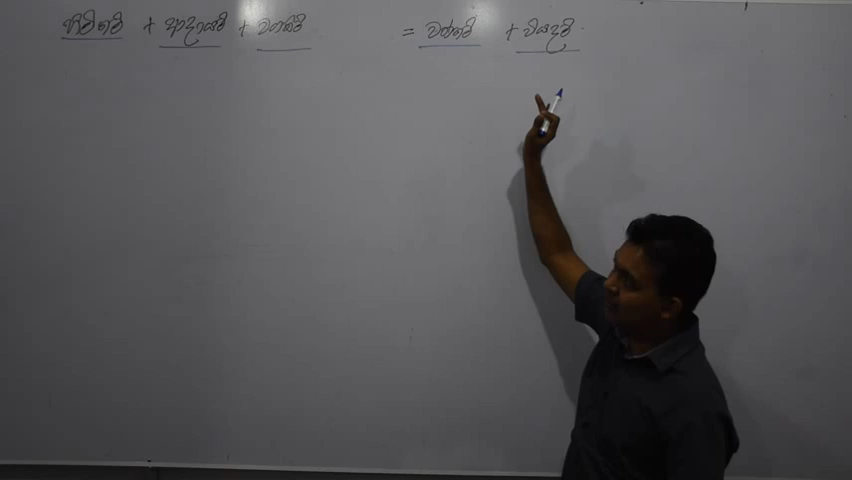 හිමිකම් + ආදායම් + වගකීම් = වත්කම් + වියදම්